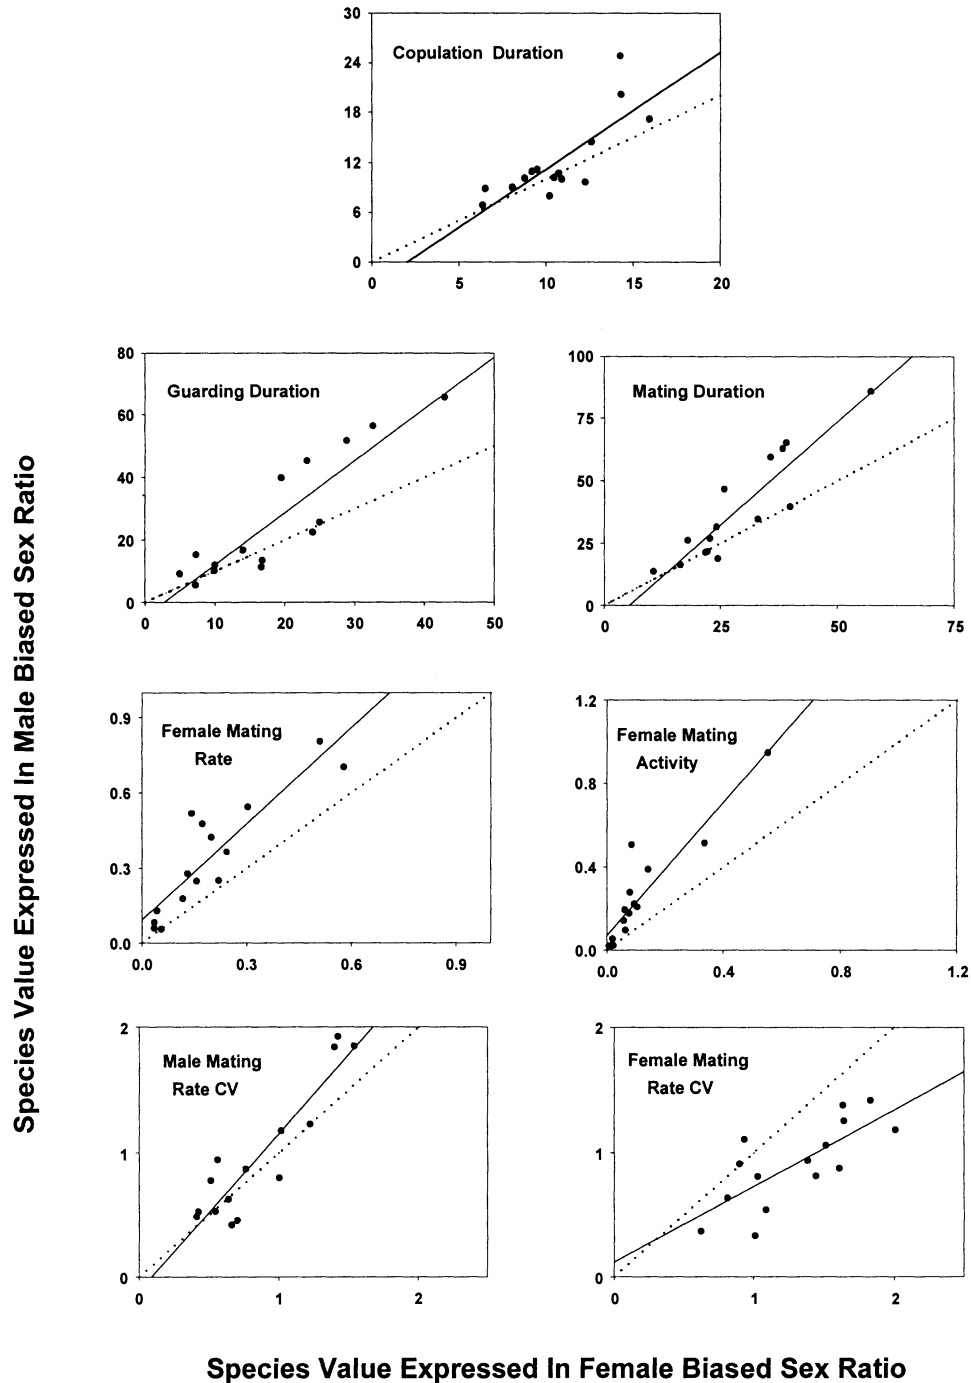 30
24
18
12
6
0
Copulation Duration
0 5 10 15 20
80
60
40
20
0
Guarding Duration
0 10 20 30 40 50
100
75
50
25
0
Mating Duration
0 25 50 75
0.9
0.6
0.3
0.0
Female Mating
Rate
0.0 0.3 0.6 0.9
1.2
0.8
0.4
0.0
Female Mating
Activity
0.0 0.4 0.8 1.2
2
1
0
Male Mating
Rate CV
0 1 2
2
1
0
Female Mating
Rate CV
0 1 2
Species Value Expressed In Male Biased Sex Ratio
Species Value Expressed In Female Biased Sex Ratio